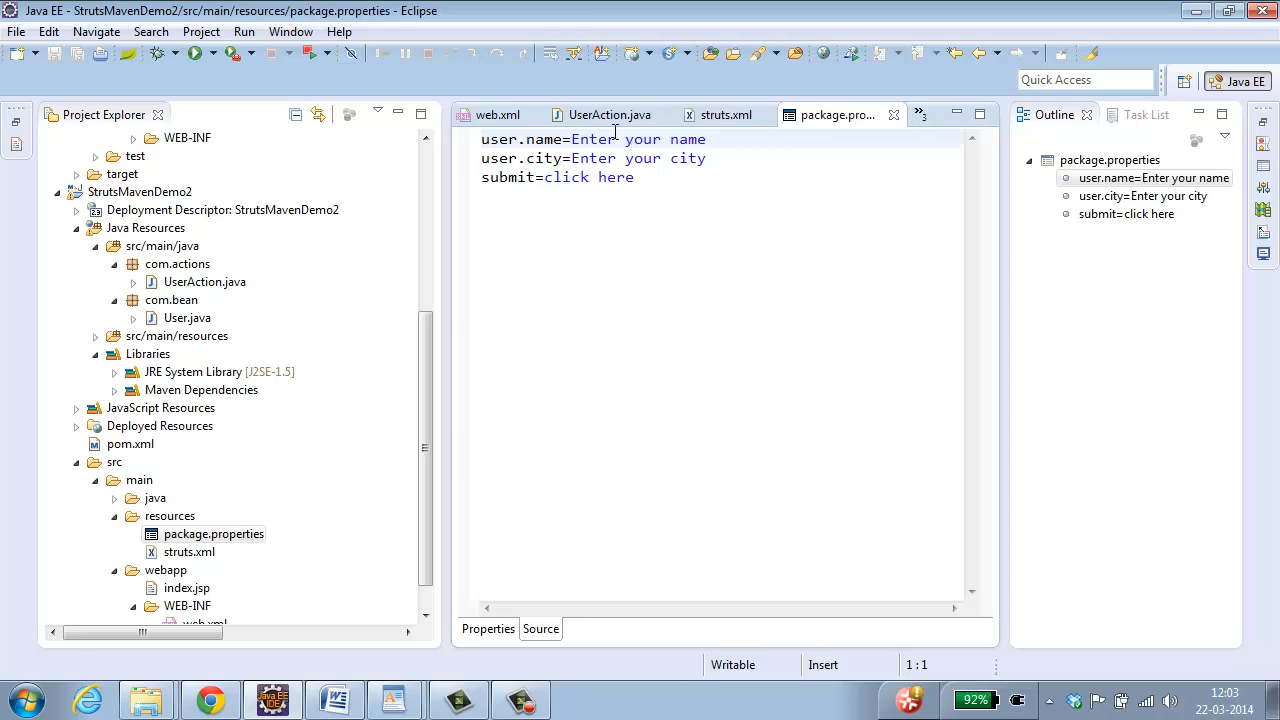 Java EE - StrutsMavenDemo2/src/main/resources/package.properties - Eclipse
File Edit Navigate Search Project Run Window Help
Quick Access
Java EE
Project Explorer
WEB-INF
test
target
StrutsMavenDemo2
Deployment Descriptor: StrutsMavenDemo2
Java Resources
src/main/java
com.actions
UserAction.java
com.bean
User.java
src/main/resources
Libraries
JRE System Library [J2SE-1.5]
Maven Dependencies
JavaScript Resources
Deployed Resources
pom.xml
src
main
java
resources
package.properties
struts.xml
webapp
index.jsp
WEB-INF
web.xml
web.xml UserAction.java struts.xml package.pro...
user.name=Enter your name
user.city=Enter your city
submit=click here
Properties Source
Outline Task List
package.properties
user.name=Enter your name
user.city=Enter your city
submit=click here
Writable Insert 1 : 1
Java EE
IDE
92%
12:03
22-03-2014